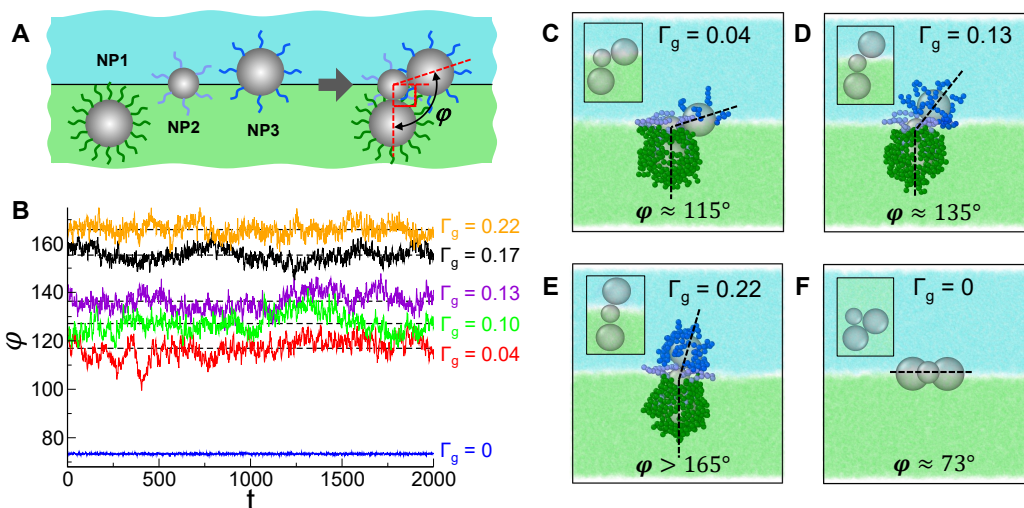 A
NP1
NP2
NP3
φ
B
φ
160
140
120
100
80
0
500
1000
1500
2000
t
Γg = 0.22
Γg = 0.17
Γg = 0.13
Γg = 0.10
Γg = 0.04
Γg = 0
C
Γg = 0.04
φ ≈ 115°
D
Γg = 0.13
φ ≈ 135°
E
Γg = 0.22
φ > 165°
F
Γg = 0
φ ≈ 73°